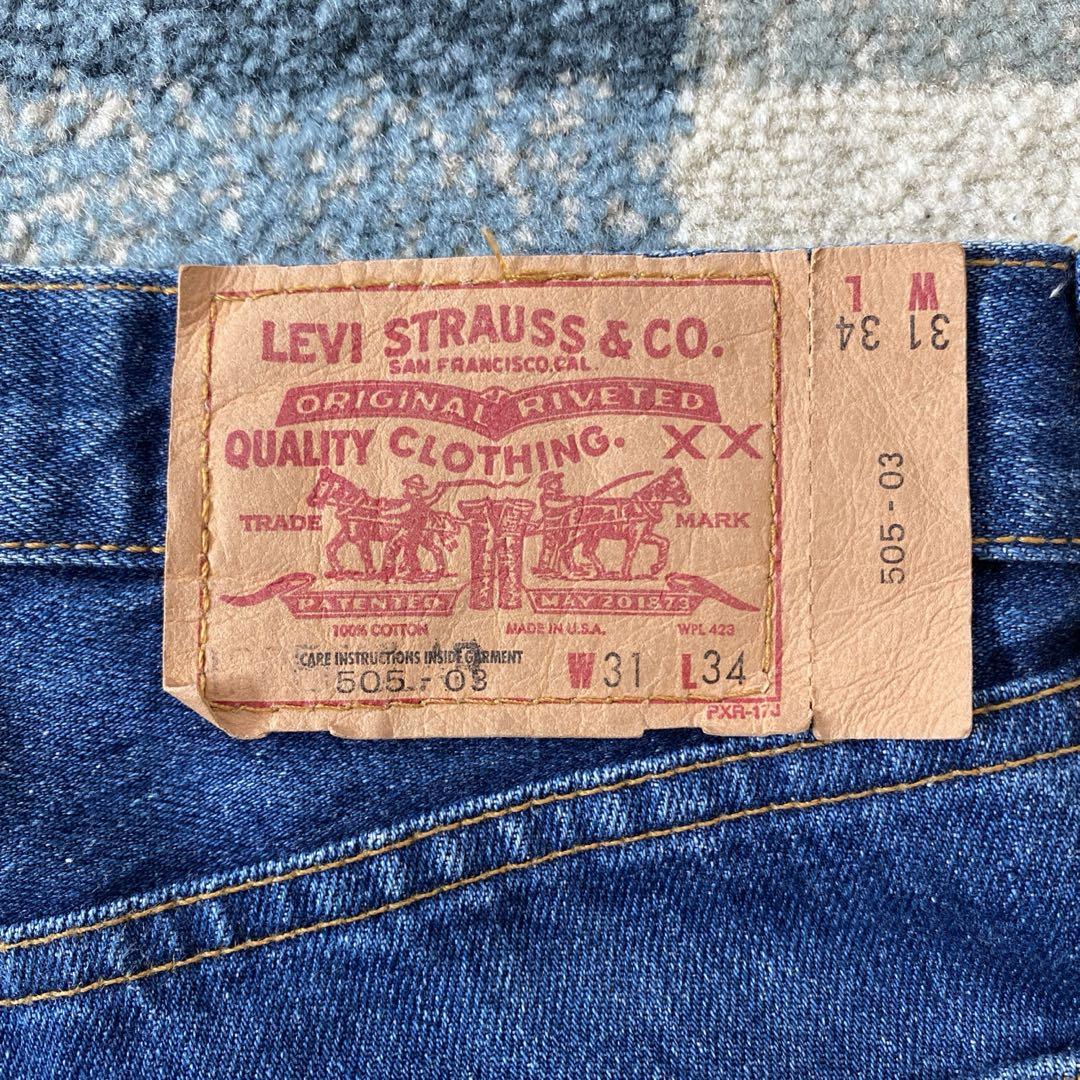 LEVI STRAUSS & CO.
SAN FRANCISCO, CAL.
ORIGINAL RIVETED
QUALITY CLOTHING. XX
TRADE MARK
PATENTED MAY 20 1873
100% COTTON MADE IN U.S.A. WPL 423
CARE INSTRUCTIONS INSIDE GARMENT
505-03 W31 L34
PXR-17J
W L
31 34
505-03